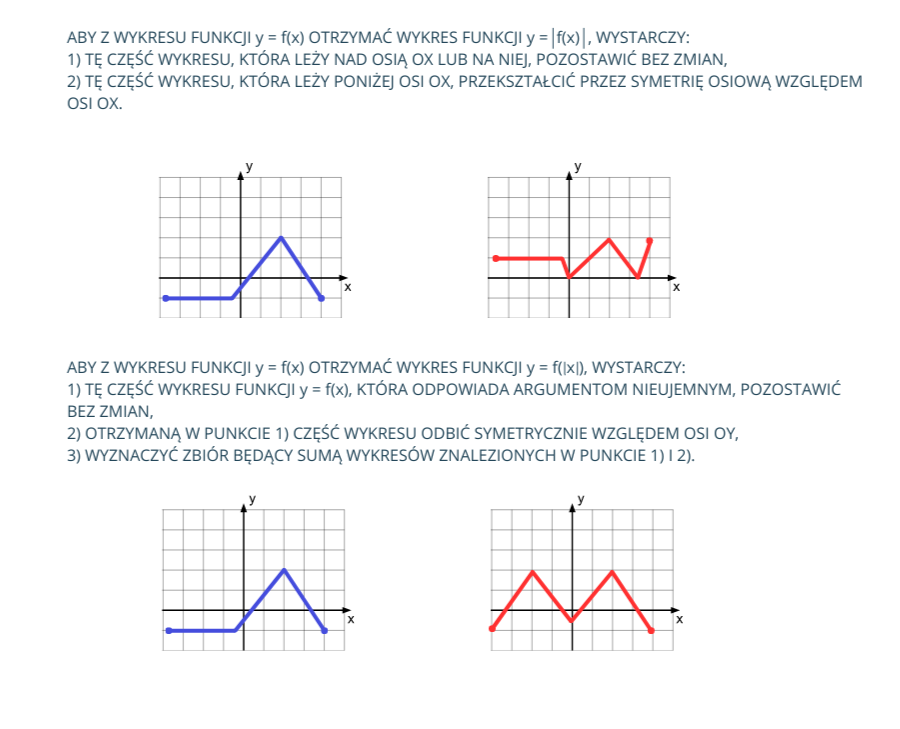 ABY Z WYKRESU FUNKCJI y = f(x) OTRZYMAĆ WYKRES FUNKCJI y = |f(x)|, WYSTARCZY:
1) TĘ CZĘŚĆ WYKRESU, KTÓRA LEŻY NAD OSIĄ OX LUB NA NIEJ, POZOSTAWIĆ BEZ ZMIAN,
2) TĘ CZĘŚĆ WYKRESU, KTÓRA LEŻY PONIŻEJ OSI OX, PRZEKSZTAŁCIĆ PRZEZ SYMETRIĘ OSIOWĄ WZGLĘDEM
OSI OX.
y
x
y
x
ABY Z WYKRESU FUNKCJI y = f(x) OTRZYMAĆ WYKRES FUNKCJI y = f(|x|), WYSTARCZY:
1) TĘ CZĘŚĆ WYKRESU FUNKCJI y = f(x), KTÓRA ODPOWIADA ARGUMENTOM NIEUJEMNYM, POZOSTAWIĆ
BEZ ZMIAN,
2) OTRZYMANĄ W PUNKCIE 1) CZĘŚĆ WYKRESU ODBIĆ SYMETRYCZNIE WZGLĘDEM OSI OY,
3) WYZNACZYĆ ZBIÓR BĘDĄCY SUMĄ WYKRESÓW ZNALEZIONYCH W PUNKCIE 1) I 2).
y
x
y
x